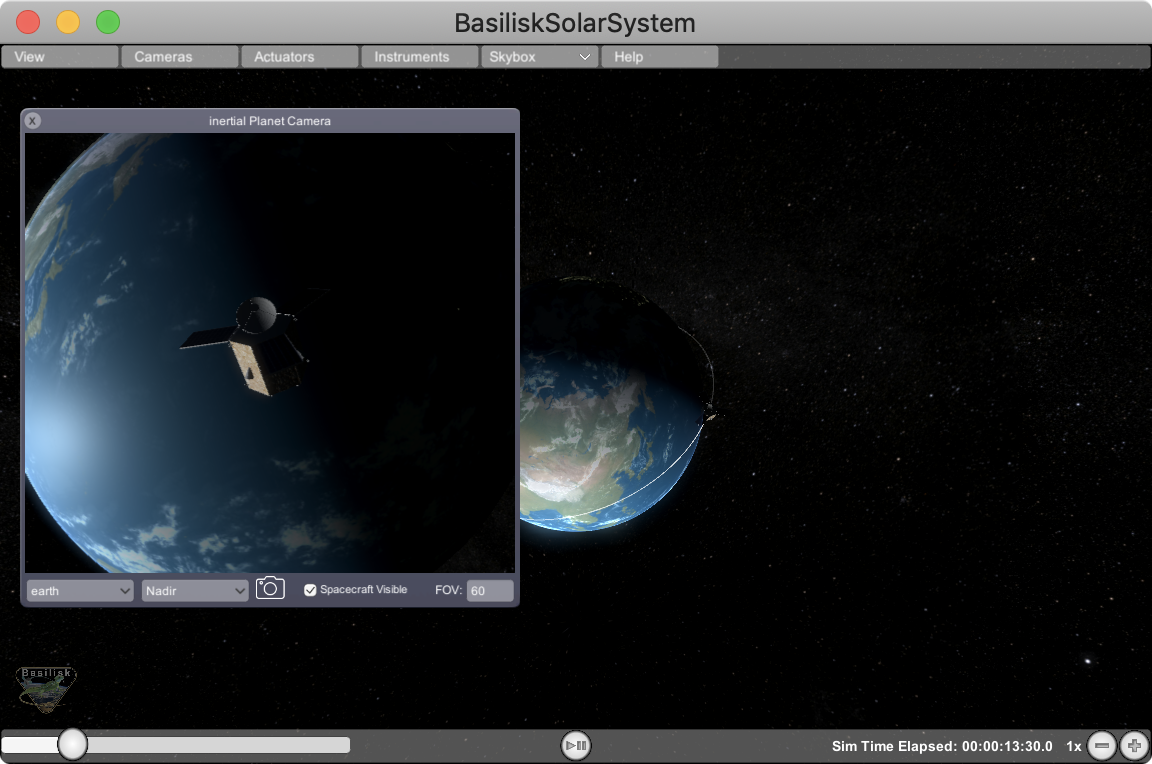 BasiliskSolarSystem
View Cameras Actuators Instruments Skybox Help
X inertial Planet Camera
earth Nadir Spacecraft Visible FOV: 60
Basilisk
Sim Time Elapsed: 00:00:13:30.0 1x